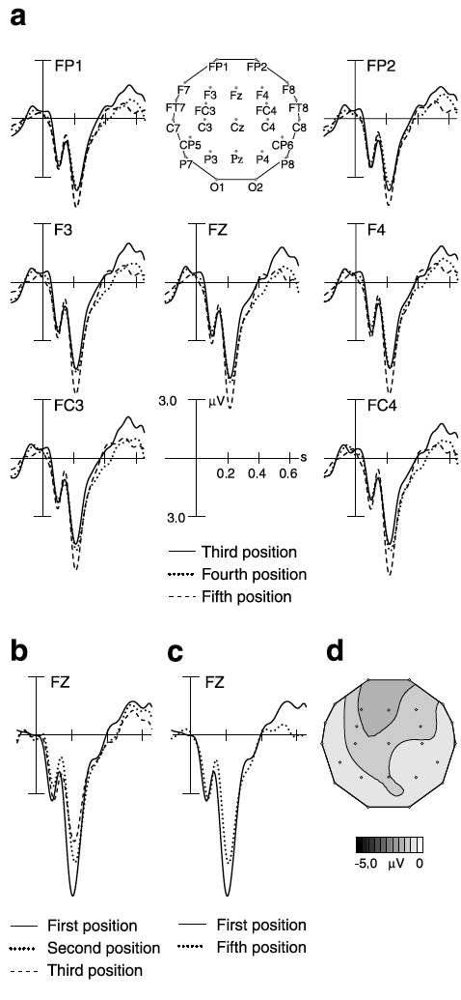 a
FP1
FP2
FP1 FP2
F7 F3 Fz F4 F8
FT7 FC3 FC4 FT8
C7 C3 Cz C4 C8
CP5 CP6
P7 P3 Pz P4 P8
O1 O2
F3
FZ
F4
FC3
3.0 µV
FC4
s
0.2 0.4 0.6
3.0
Third position
Fourth position
Fifth position
b
c
d
FZ
FZ
-5,0 µV 0
First position
Second position
Third position
First position
Fifth position